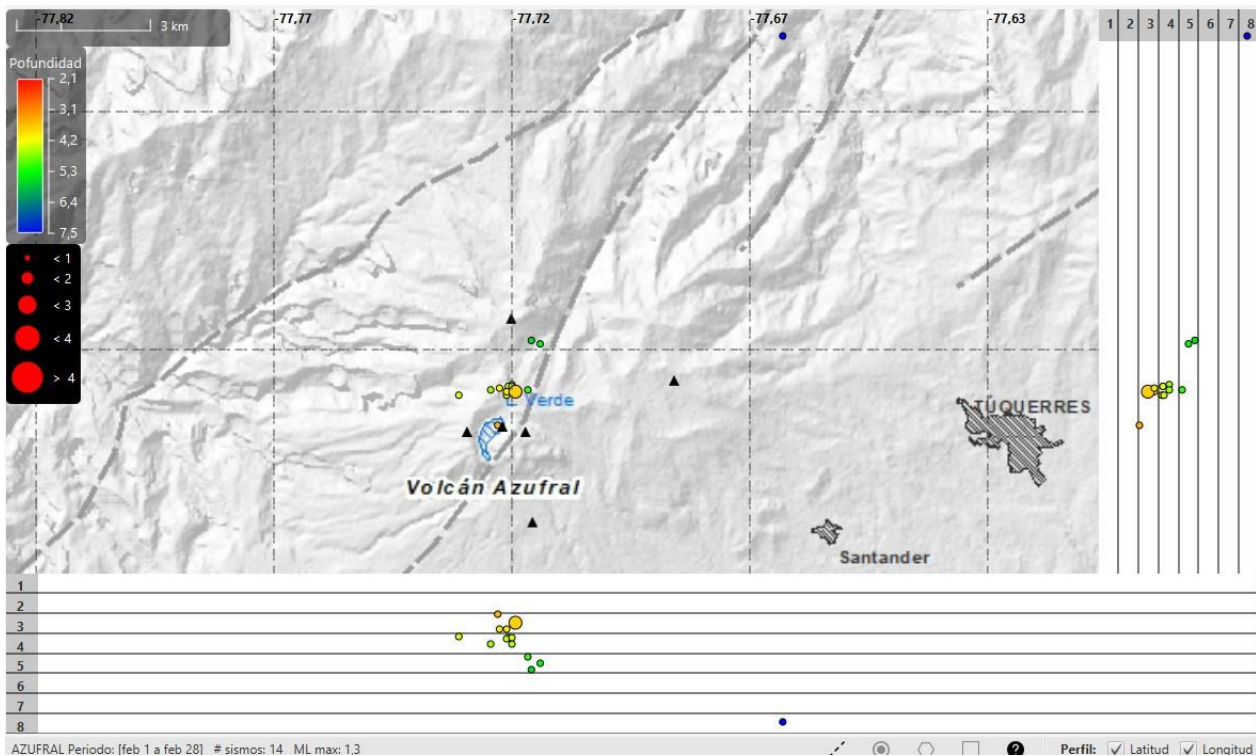 -77,82 -77,77 -77,72 -77,67 -77,63
3 km
1 2 3 4 5 6 7 8
Pofundidad
2,1
3,1
4,2
5,3
6,4
7,5
< 1
< 2
< 3
< 4
> 4
Verde
TÚQUERRES
Volcán Azufral
Santander
1
2
3
4
5
6
7
8
AZUFRAL Periodo: [feb 1 a feb 28] # sismos: 14 ML max: 1,3 ? Perfil: Latitud Longitud